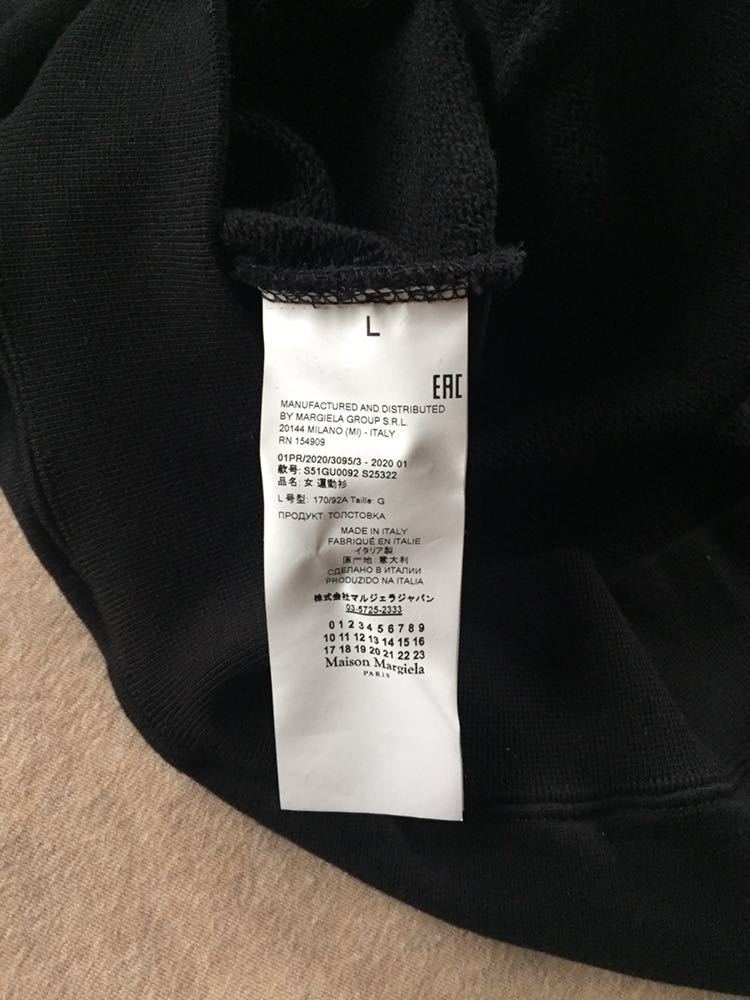 L
EAC
MANUFACTURED AND DISTRIBUTED
BY MARGIELA GROUP S.R.L.
20144 MILANO (MI) - ITALY
RN 154909
01PR/2020/3095/3 - 2020 01
款号: S51GU0092 S25322
品名: 女 運動衫
L 号型: 170/92A Taille: G
ПРОДУКТ: ТОЛСТОВКА
MADE IN ITALY
FABRIQUÉ EN ITALIE
イタリア製
原产地: 意大利
СДЕЛАНО В ИТАЛИИ
PRODUZIDO NA ITALIA
株式会社マルジェラジャパン
03-5725-2333
0 1 2 3 4 5 6 7 8 9
10 11 12 13 14 15 16
17 18 19 20 21 22 23
Maison Margiela
PARIS